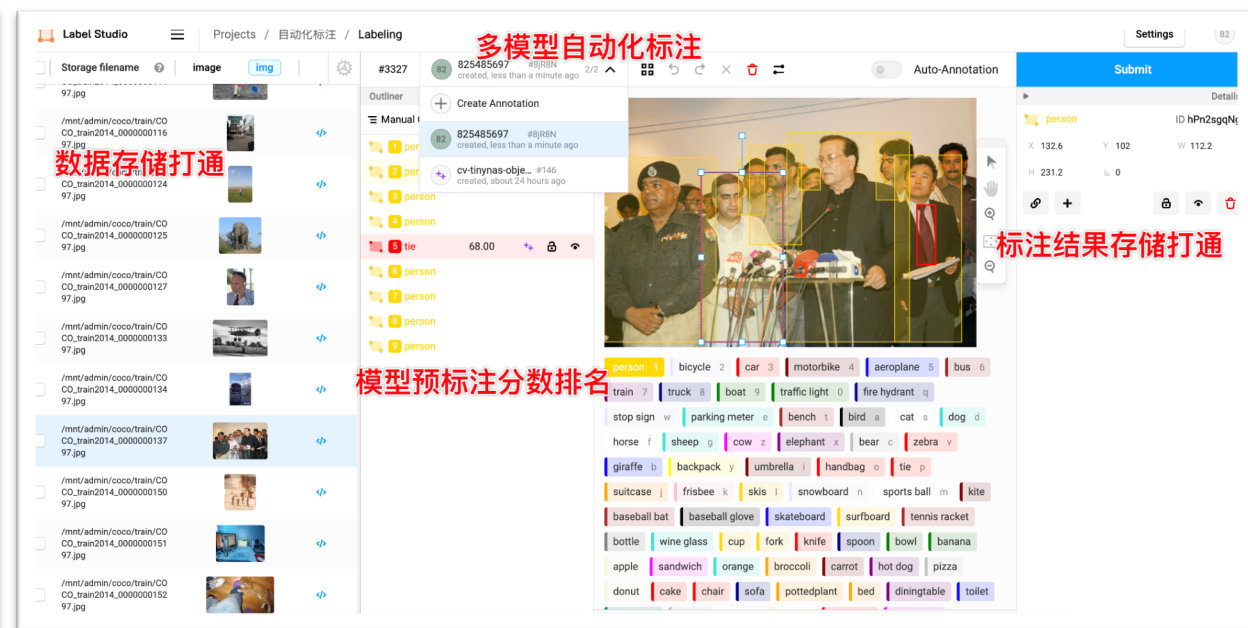 Label Studio
Projects / 自动化标注 / Labeling
Settings
82
多模型自动化标注
Storage filename
image
img
#3327
82
825485697 #8jR8N
created, less than a minute ago
2/2
Auto-Annotation
Submit
97.jpg
/mnt/admin/coco/train/CO
CO_train2014_0000000116
97.jpg
数据存储打通
CO_train2014_0000000124
97.jpg
/mnt/admin/coco/train/CO
CO_train2014_0000000125
97.jpg
/mnt/admin/coco/train/CO
CO_train2014_0000000127
97.jpg
/mnt/admin/coco/train/CO
CO_train2014_0000000133
97.jpg
/mnt/admin/coco/train/CO
CO_train2014_0000000134
97.jpg
/mnt/admin/coco/train/CO
CO_train2014_0000000137
97.jpg
/mnt/admin/coco/train/CO
CO_train2014_0000000150
97.jpg
/mnt/admin/coco/train/CO
CO_train2014_0000000151
97.jpg
/mnt/admin/coco/train/CO
CO_train2014_0000000152
97.jpg
Outliner
Manual
Create Annotation
82 825485697 #8jR8N
created, less than a minute ago
cv-tinynas-obje... #146
created, about 24 hours ago
1
2
3 person
4 person
5 tie 68.00
6 person
7 person
8 person
9 person
模型预标注分数排名
person 1 bicycle 2 car 3 motorbike 4 aeroplane 5 bus 6
train 7 truck 8 boat 9 traffic light 0 fire hydrant q
stop sign w parking meter e bench t bird a cat s dog d
horse f sheep g cow z elephant x bear c zebra v
giraffe b backpack y umbrella i handbag o tie p
suitcase j frisbee k skis l snowboard n sports ball m kite
baseball bat baseball glove skateboard surfboard tennis racket
bottle wine glass cup fork knife spoon bowl banana
apple sandwich orange broccoli carrot hot dog pizza
donut cake chair sofa pottedplant bed diningtable toilet
Details
person
X 132.6 Y 102 W 112.2
H 231.2 0
标注结果存储打通